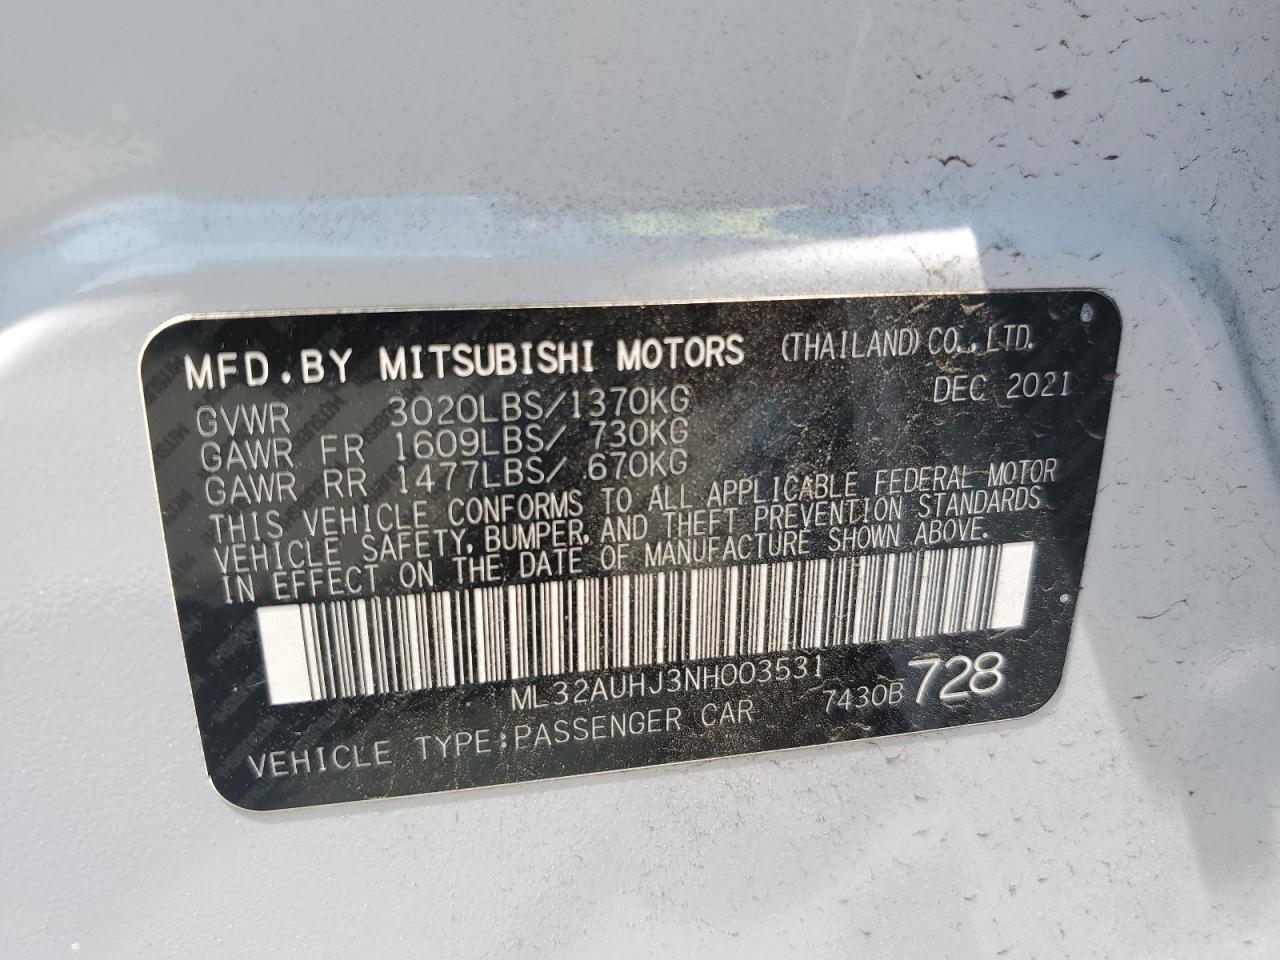 MFD.BY MITSUBISHI MOTORS (THAILAND) CO.,LTD.
DEC 2021
GVWR 3020LBS/1370KG
GAWR FR 1609LBS/ 730KG
GAWR RR 1477LBS/ 670KG
THIS VEHICLE CONFORMS TO ALL APPLICABLE FEDERAL MOTOR
VEHICLE SAFETY, BUMPER, AND THEFT PREVENTION STANDARDS
IN EFFECT ON THE DATE OF MANUFACTURE SHOWN ABOVE.
ML32AUHJ3NH003531
7430B 728
VEHICLE TYPE:PASSENGER CAR